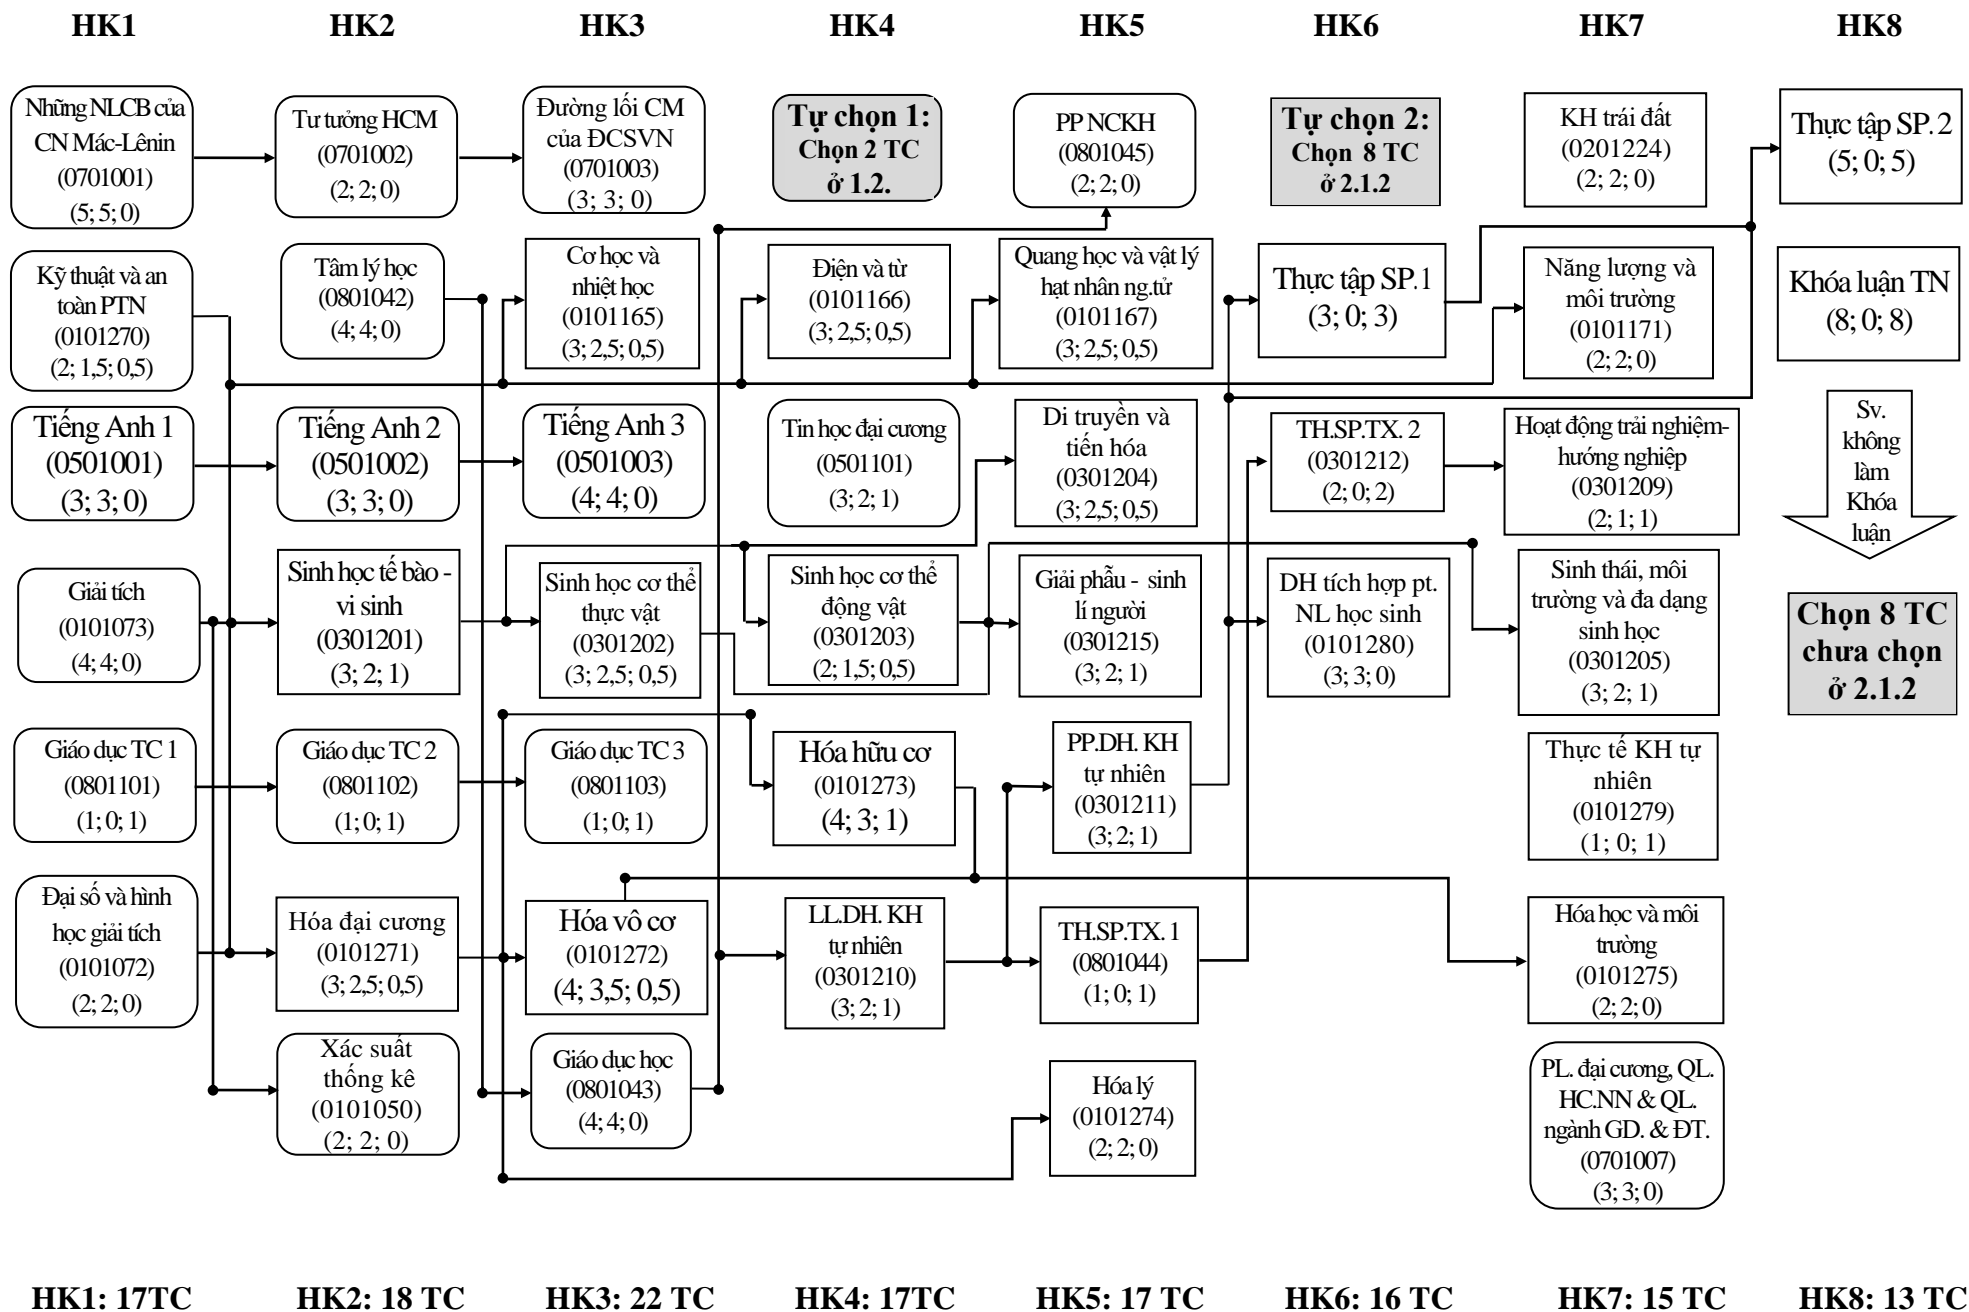 HK1
HK2
HK3
HK4
HK5
HK6
HK7
HK8
Những NLCB của
CN Mác-Lênin
(0701001)
(5; 5; 0)
Tư tưởng HCM
(0701002)
(2; 2; 0)
Đường lối CM
của ĐCSVN
(0701003)
(3; 3; 0)
Tự chọn 1:
Chọn 2 TC
ở 1.2.
PP NCKH
(0801045)
(2; 2; 0)
Tự chọn 2:
Chọn 8 TC
ở 2.1.2
KH trái đất
(0201224)
(2; 2; 0)
Thực tập SP. 2
(5; 0; 5)
Kỹ thuật và an
toàn PTN
(0101270)
(2; 1,5; 0,5)
Tâm lý học
(0801042)
(4; 4; 0)
Cơ học và
nhiệt học
(0101165)
(3; 2,5; 0,5)
Điện và từ
(0101166)
(3; 2,5; 0,5)
Quang học và vật lý
hạt nhân ng.tử
(0101167)
(3; 2,5; 0,5)
Thực tập SP. 1
(3; 0; 3)
Năng lượng và
môi trường
(0101171)
(2; 2; 0)
Khóa luận TN
(8; 0; 8)
Tiếng Anh 1
(0501001)
(3; 3; 0)
Tiếng Anh 2
(0501002)
(3; 3; 0)
Tiếng Anh 3
(0501003)
(4; 4; 0)
Tin học đại cương
(0501101)
(3; 2; 1)
Di truyền và
tiến hóa
(0301204)
(3; 2,5; 0,5)
TH.SP.TX. 2
(0301212)
(2; 0; 2)
Hoạt động trải nghiệm-
hướng nghiệp
(0301209)
(2; 1; 1)
Sv.
không
làm
Khóa
luận
Giải tích
(0101073)
(4; 4; 0)
Sinh học tế bào -
vi sinh
(0301201)
(3; 2; 1)
Sinh học cơ thể
thực vật
(0301202)
(3; 2,5; 0,5)
Sinh học cơ thể
động vật
(0301203)
(2; 1,5; 0,5)
Giải phẫu - sinh
lí người
(0301215)
(3; 2; 1)
DH tích hợp pt.
NL học sinh
(0101280)
(3; 3; 0)
Sinh thái, môi
trường và đa dạng
sinh học
(0301205)
(3; 2; 1)
Chọn 8 TC
chưa chọn
ở 2.1.2
Giáo dục TC 1
(0801101)
(1; 0; 1)
Giáo dục TC 2
(0801102)
(1; 0; 1)
Giáo dục TC 3
(0801103)
(1; 0; 1)
Hóa hữu cơ
(0101273)
(4; 3; 1)
PP.DH. KH
tự nhiên
(0301211)
(3; 2; 1)
Thực tế KH tự
nhiên
(0101279)
(1; 0; 1)
Đại số và hình
học giải tích
(0101072)
(2; 2; 0)
Hóa đại cương
(0101271)
(3; 2,5; 0,5)
Hóa vô cơ
(0101272)
(4; 3,5; 0,5)
LL.DH. KH
tự nhiên
(0301210)
(3; 2; 1)
TH.SP.TX. 1
(0801044)
(1; 0; 1)
Hóa học và môi
trường
(0101275)
(2; 2; 0)
Xác suất
thống kê
(0101050)
(2; 2; 0)
Giáo dục học
(0801043)
(4; 4; 0)
Hóa lý
(0101274)
(2; 2; 0)
PL. đại cương, QL.
HC.NN & QL.
ngành GD. & ĐT.
(0701007)
(3; 3; 0)
HK1: 17TC
HK2: 18 TC
HK3: 22 TC
HK4: 17TC
HK5: 17 TC
HK6: 16 TC
HK7: 15 TC
HK8: 13 TC